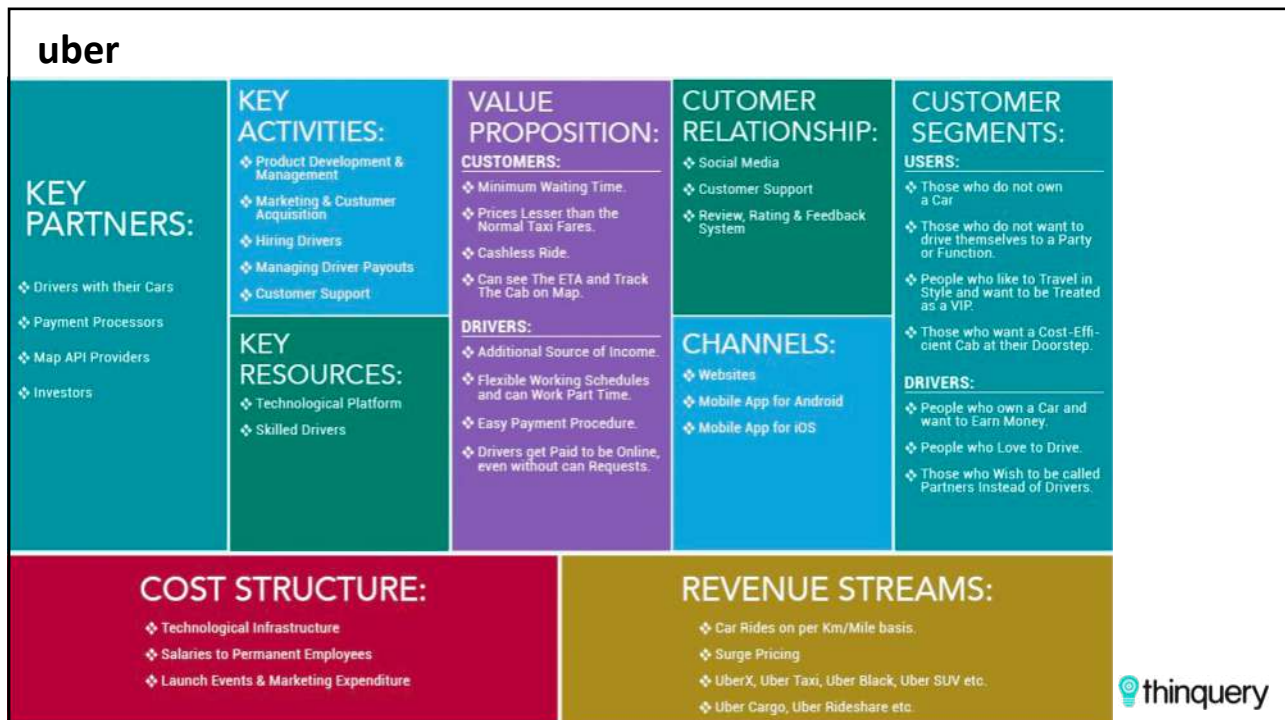 uber
KEY
PARTNERS:
❖ Drivers with their Cars
❖ Payment Processors
❖ Map API Providers
❖ Investors
KEY
ACTIVITIES:
❖ Product Development &
Management
❖ Marketing & Custumer
Acquisition
❖ Hiring Drivers
❖ Managing Driver Payouts
❖ Customer Support
KEY
RESOURCES:
❖ Technological Platform
❖ Skilled Drivers
VALUE
PROPOSITION:
CUSTOMERS:
❖ Minimum Waiting Time.
❖ Prices Lesser than the
Normal Taxi Fares.
❖ Cashless Ride.
❖ Can see The ETA and Track
The Cab on Map.
DRIVERS:
❖ Additional Source of Income.
❖ Flexible Working Schedules
and can Work Part Time.
❖ Easy Payment Procedure.
❖ Drivers get Paid to be Online,
even without can Requests.
CUTOMER
RELATIONSHIP:
❖ Social Media
❖ Customer Support
❖ Review, Rating & Feedback
System
CHANNELS:
❖ Websites
❖ Mobile App for Android
❖ Mobile App for iOS
CUSTOMER
SEGMENTS:
USERS:
❖ Those who do not own
a Car
❖ Those who do not want to
drive themselves to a Party
or Function.
❖ People who like to Travel in
Style and want to be Treated
as a VIP.
❖ Those who want a Cost-Effi-
cient Cab at their Doorstep.
DRIVERS:
❖ People who own a Car and
want to Earn Money.
❖ People who Love to Drive.
❖ Those who Wish to be called
Partners Instead of Drivers.
COST STRUCTURE:
❖ Technological Infrastructure
❖ Salaries to Permanent Employees
❖ Launch Events & Marketing Expenditure
REVENUE STREAMS:
❖ Car Rides on per Km/Mile basis.
❖ Surge Pricing
❖ UberX, Uber Taxi, Uber Black, Uber SUV etc.
❖ Uber Cargo, Uber Rideshare etc.
thinquery